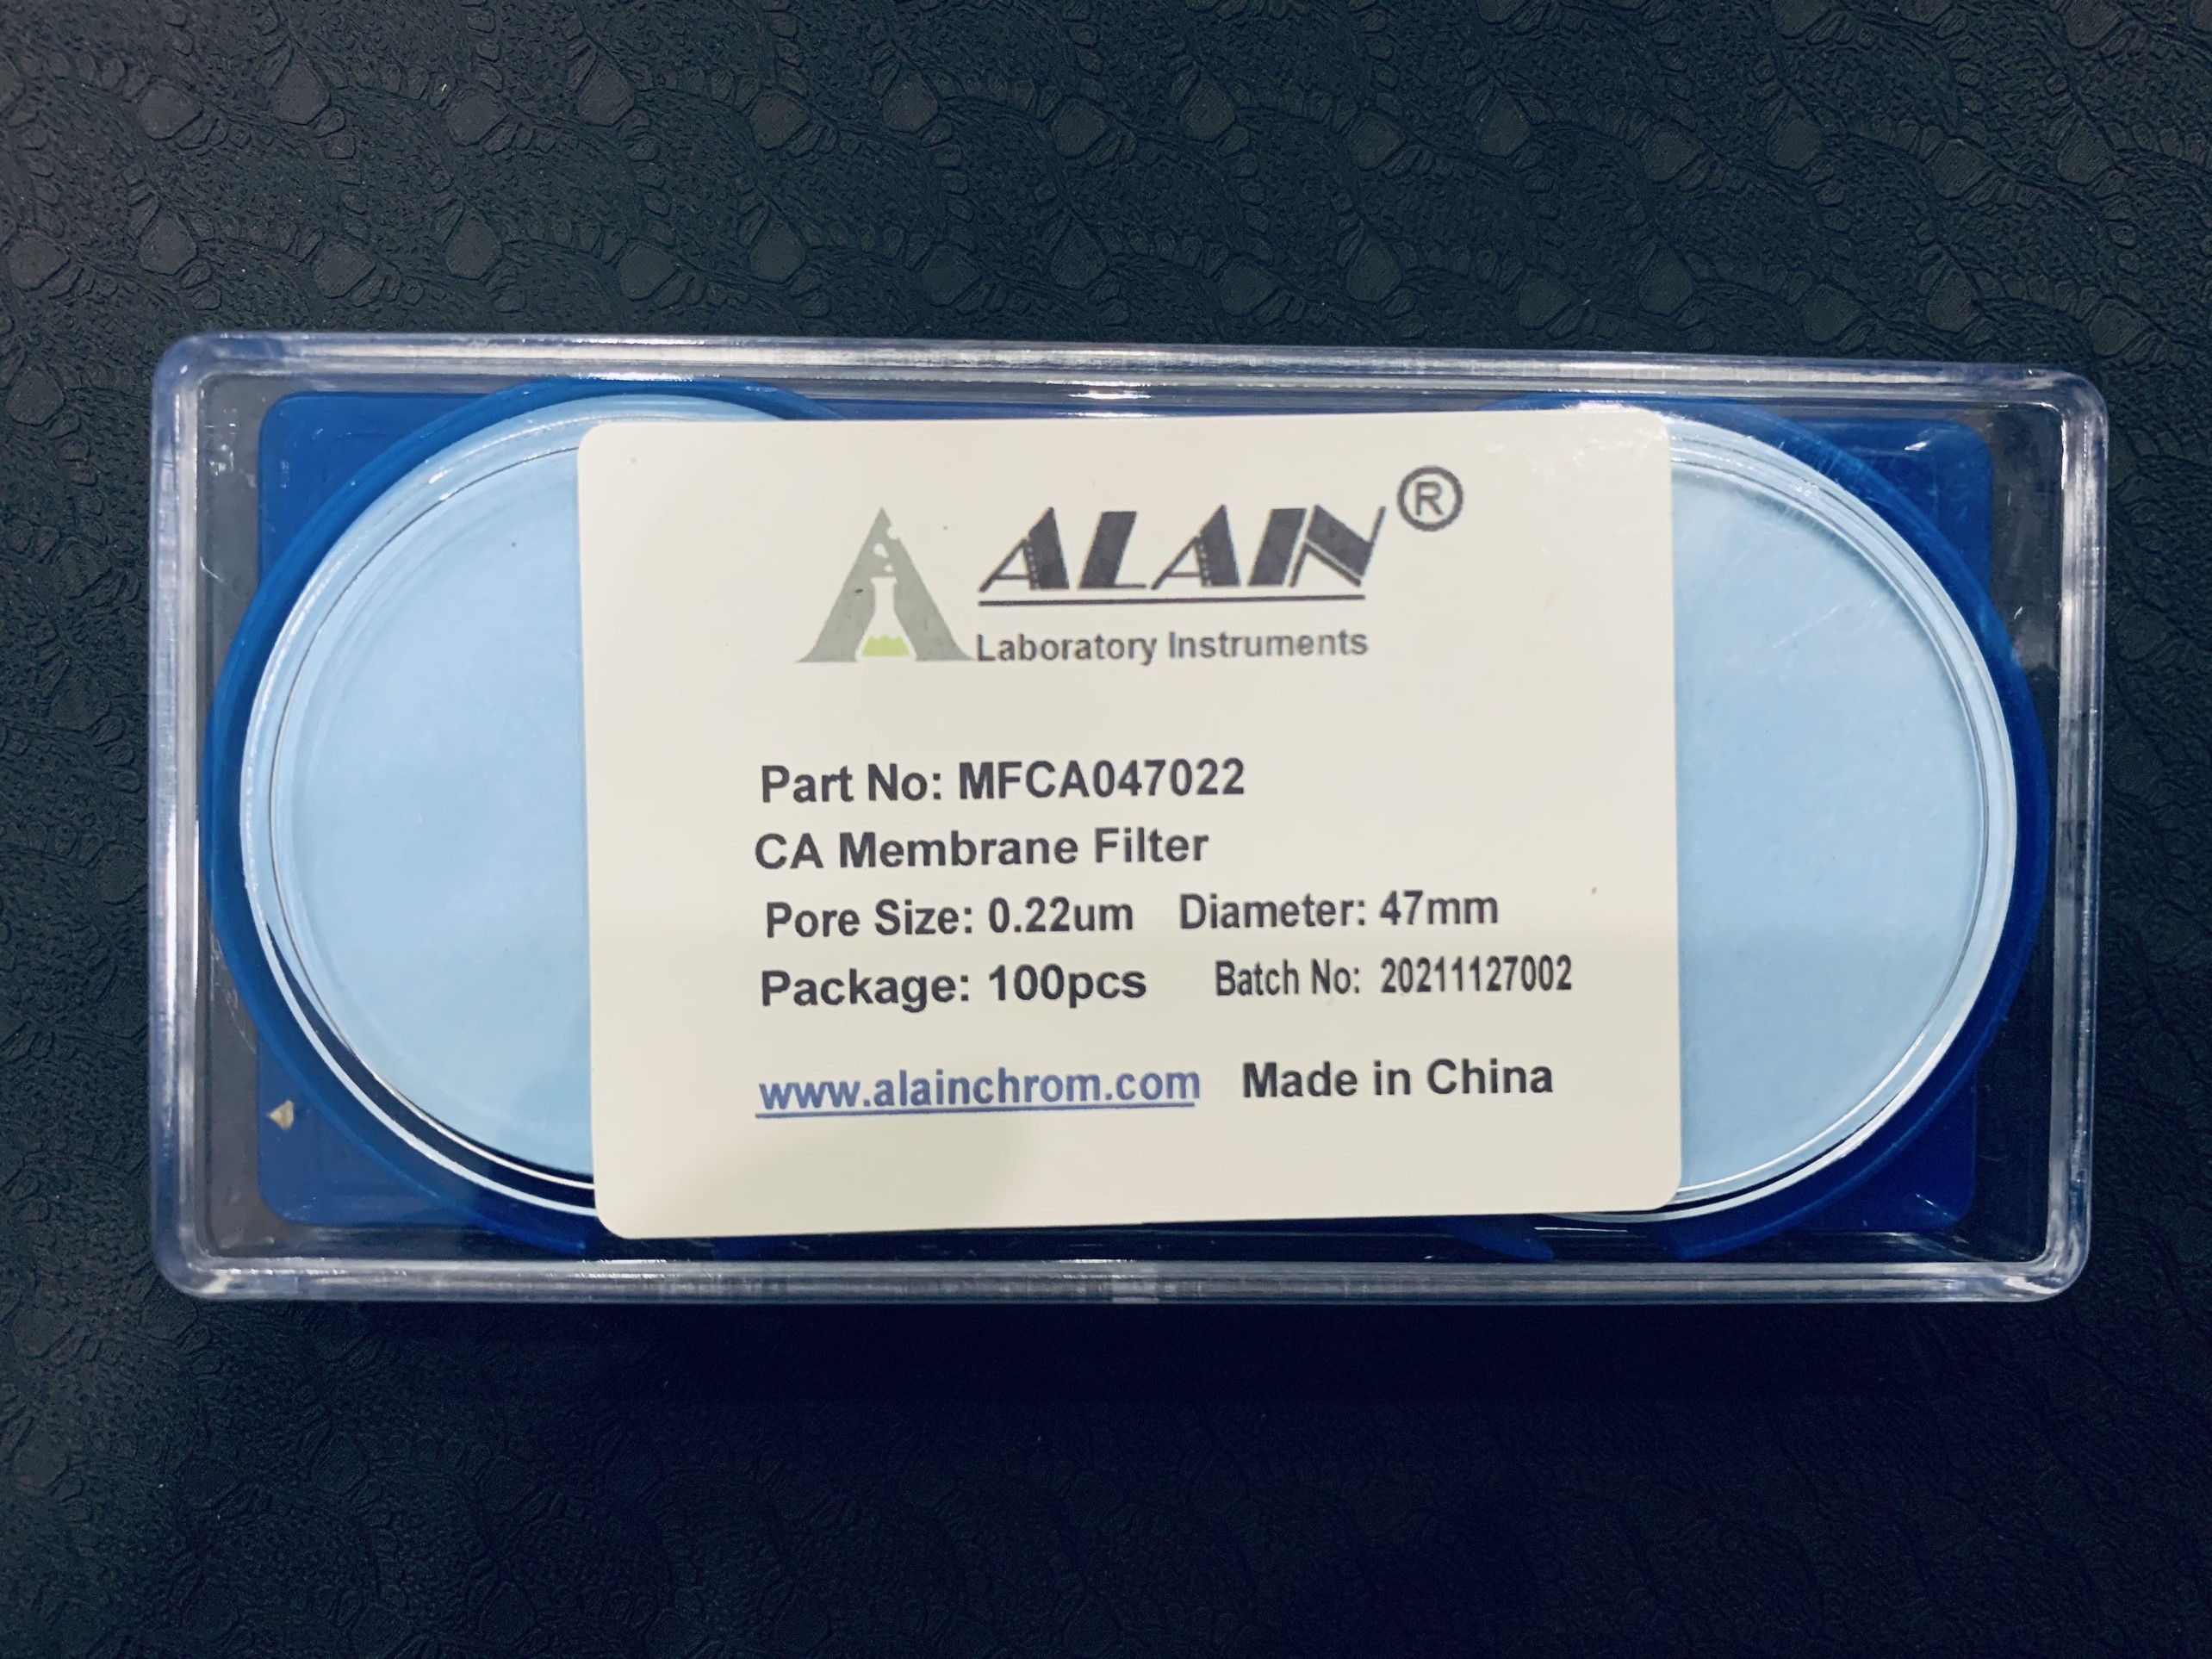 ALAIN®
Laboratory Instruments
Part No: MFCA047022
CA Membrane Filter
Pore Size: 0.22um Diameter: 47mm
Package: 100pcs Batch No: 20211127002
www.alainchrom.com Made in China